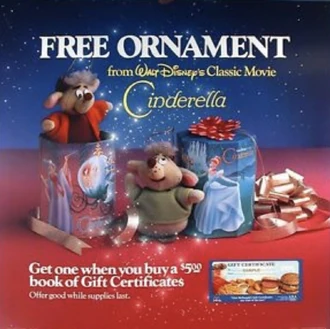 FREE ORNAMENT
from Walt Disney's Classic Movie
Cinderella
Cinderella
Get one when you buy a $5.00
book of Gift Certificates
Offer good while supplies last.
GIFT CERTIFICATE